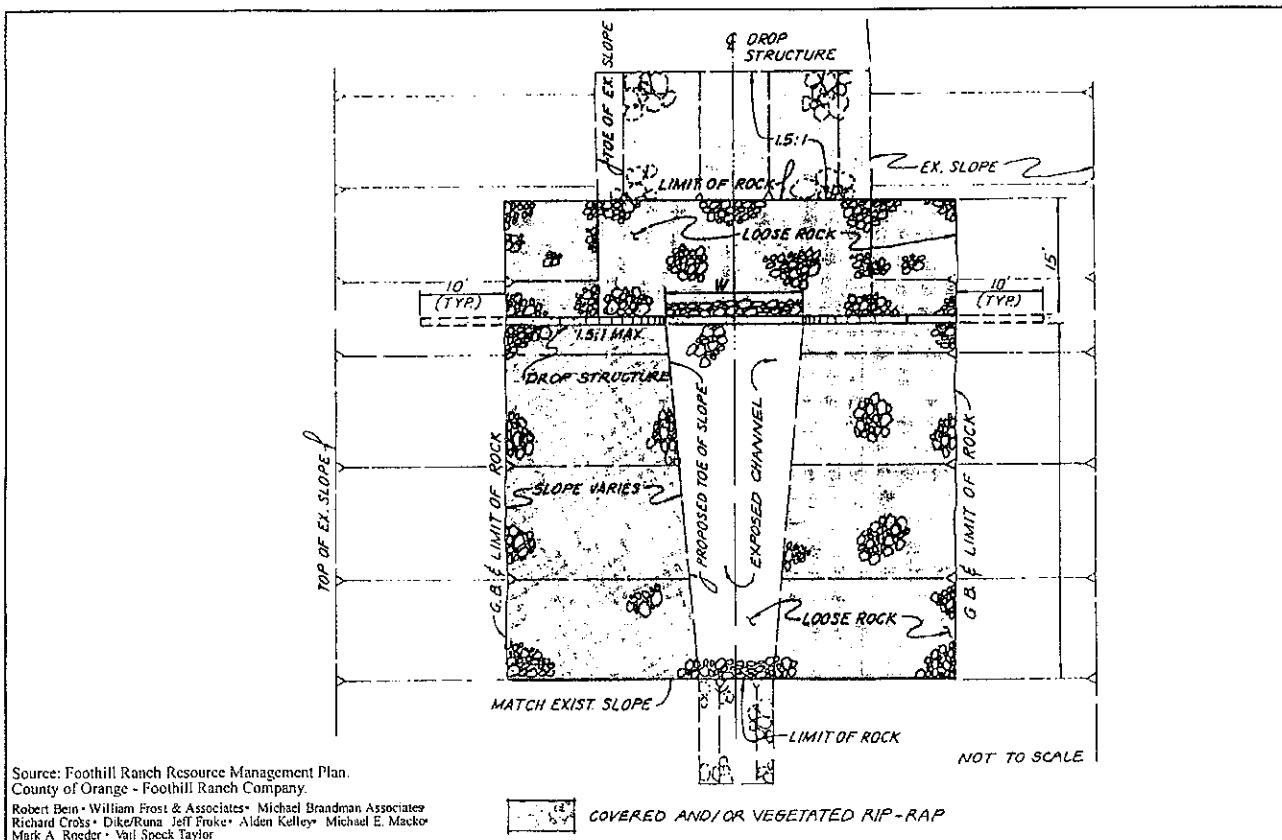 ℄ DROP
STRUCTURE
TOE OF EX. SLOPE
1.5:1
EX. SLOPE
LIMIT OF ROCK
LOOSE ROCK
15'
10'
(TYP.)
W
10'
(TYP.)
1.5:1 MAX.
DROP STRUCTURE
TOP OF EX. SLOPE
G.B. & LIMIT OF ROCK
SLOPE VARIES
PROPOSED TOE OF SLOPE
EXPOSED CHANNEL
G.B. & LIMIT OF ROCK
LOOSE ROCK
MATCH EXIST. SLOPE
LIMIT OF ROCK
NOT TO SCALE
Source: Foothill Ranch Resource Management Plan.
County of Orange - Foothill Ranch Company.
Robert Bein • William Frost & Associates • Michael Brandman Associates
Richard Cross • Dike/Runa Jeff Froke • Alden Kelley • Michael E. Macko •
Mark A. Roeder • Vail Speck Taylor
COVERED AND/OR VEGETATED RIP-RAP